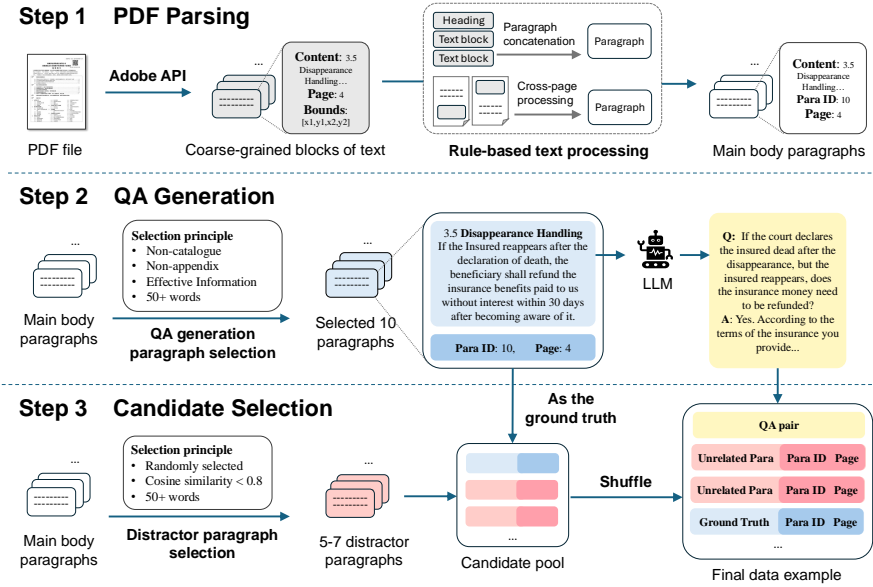 Step 1 PDF Parsing
PDF file
Adobe API
...
Content: 3.5
Disappearance
Handling...
Page: 4
Bounds:
[x1,y1,x2,y2]
Coarse-grained blocks of text
Heading
Text block
Text block
Paragraph
concatenation
Paragraph
Cross-page
processing
Paragraph
Rule-based text processing
...
Content: 3.5
Disappearance
Handling...
Para ID: 10
Page: 4
Main body paragraphs
Step 2 QA Generation
...
Main body
paragraphs
Selection principle
• Non-catalogue
• Non-appendix
• Effective Information
• 50+ words
QA generation
paragraph selection
...
Selected 10
paragraphs
3.5 Disappearance Handling
If the Insured reappears after the
declaration of death, the
beneficiary shall refund the
insurance benefits paid to us
without interest within 30 days
after becoming aware of it.
Para ID: 10, Page: 4
LLM
Q: If the court declares
the insured dead after the
disappearance, but the
insured reappears, does
the insurance money need
to be refunded?
A: Yes. According to the
terms of the insurance you
provide...
Step 3 Candidate Selection
...
Main body
paragraphs
Selection principle
• Randomly selected
• Cosine similarity < 0.8
• 50+ words
Distractor paragraph
selection
...
5-7 distractor
paragraphs
As the
ground truth
...
Candidate pool
Shuffle
QA pair
Unrelated Para Para ID Page
Unrelated Para Para ID Page
Ground Truth Para ID Page
...
Final data example